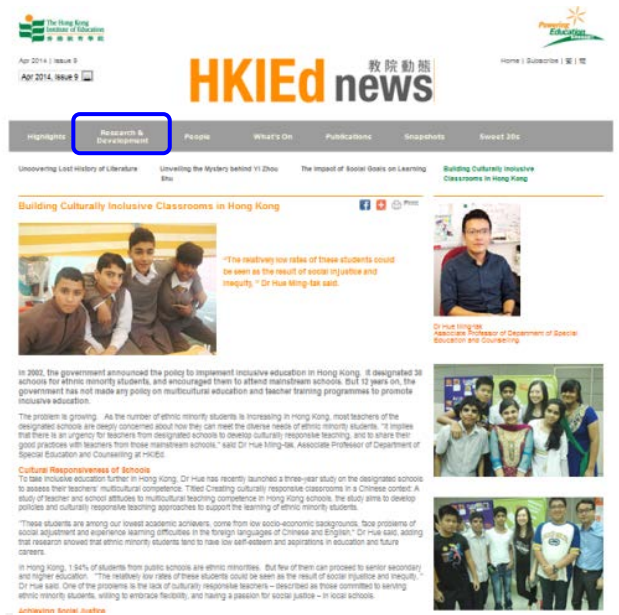 The Hong Kong
Institute of Education
香港教育學院
Powering
Education
Apr 2014 | Issue 9
Home | Subscribe | 繁 | 簡
Apr 2014, Issue 9
教院動態
HKIEd news
Highlights
Research &
Development
People
What's On
Publications
Snapshots
Sweet 20s
Uncovering Lost History of Literature
Unveiling the Mystery behind Yi Zhou
Shu
The Impact of Social Goals on Learning
Building Culturally Inclusive
Classrooms in Hong Kong
Building Culturally Inclusive Classrooms in Hong Kong
Print
"The relatively low rates of these students could
be seen as the result of social injustice and
inequity, " Dr Hue Ming-tak said.
Dr Hue Ming-tak
Associate Professor of Department of Special
Education and Counselling
In 2002, the government announced the policy to implement inclusive education in Hong Kong. It designated 38
schools for ethnic minority students, and encouraged them to attend mainstream schools. But 12 years on, the
government has not made any policy on multicultural education and teacher training programmes to promote
inclusive education.
The problem is growing. As the number of ethnic minority students is increasing in Hong Kong, most teachers of the
designated schools are deeply concerned about how they can meet the diverse needs of ethnic minority students. "It implies
that there is an urgency for teachers from designated schools to develop culturally responsive teaching, and to share their
good practices with teachers from those mainstream schools," said Dr Hue Ming-tak, Associate Professor of Department of
Special Education and Counselling at HKIEd.
Cultural Responsiveness of Schools
To take inclusive education further in Hong Kong, Dr Hue has recently launched a three-year study on the designated schools
to assess their teachers' multicultural competence. Titled Creating culturally responsive classrooms in a Chinese context: A
study of teacher and school attitudes to multicultural teaching competence in Hong Kong schools, the study aims to develop
policies and culturally responsive teaching approaches to support the learning of ethnic minority students.
"These students are among our lowest academic achievers, come from low socio-economic backgrounds, face problems of
social adjustment and experience learning difficulties in the foreign languages of Chinese and English," Dr Hue said, adding
that research showed that ethnic minority students tend to have low self-esteem and aspirations in education and future
careers.
In Hong Kong, 1.94% of students from public schools are ethnic minorities. But few of them can proceed to senior secondary
and higher education. "The relatively low rates of these students could be seen as the result of social injustice and inequity, "
Dr Hue said. One of the problems is the lack of culturally responsive teachers – described as those committed to serving
ethnic minority students, willing to embrace flexibility, and having a passion for social justice – in local schools.
Achieving Social Justice